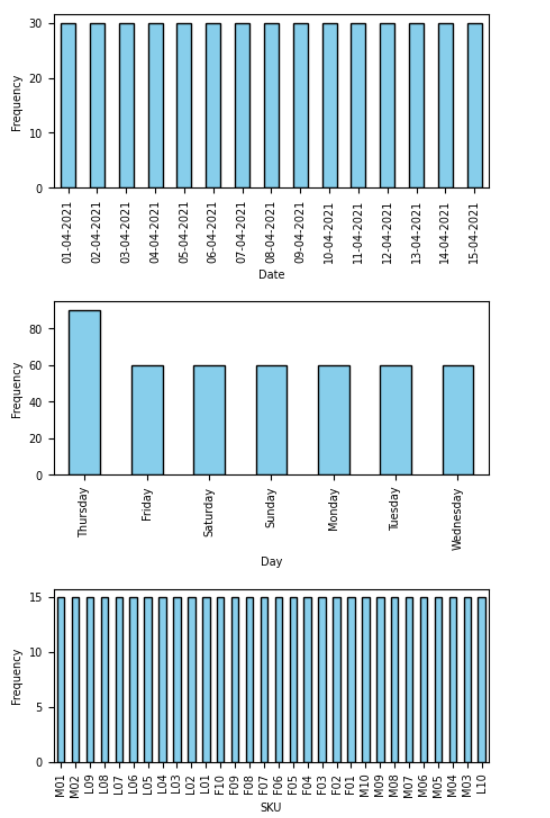 30
20
10
0
Frequency
01-04-2021
02-04-2021
03-04-2021
04-04-2021
05-04-2021
06-04-2021
07-04-2021
08-04-2021
09-04-2021
10-04-2021
11-04-2021
12-04-2021
13-04-2021
14-04-2021
15-04-2021
Date
80
60
40
20
0
Frequency
Thursday
Friday
Saturday
Sunday
Monday
Tuesday
Wednesday
Day
15
10
5
0
Frequency
M01
M02
L09
L08
L07
L06
L05
L04
L03
L02
L01
F10
F09
F08
F07
F06
F05
F04
F03
F02
F01
M10
M09
M08
M07
M06
M05
M04
M03
L10
SKU